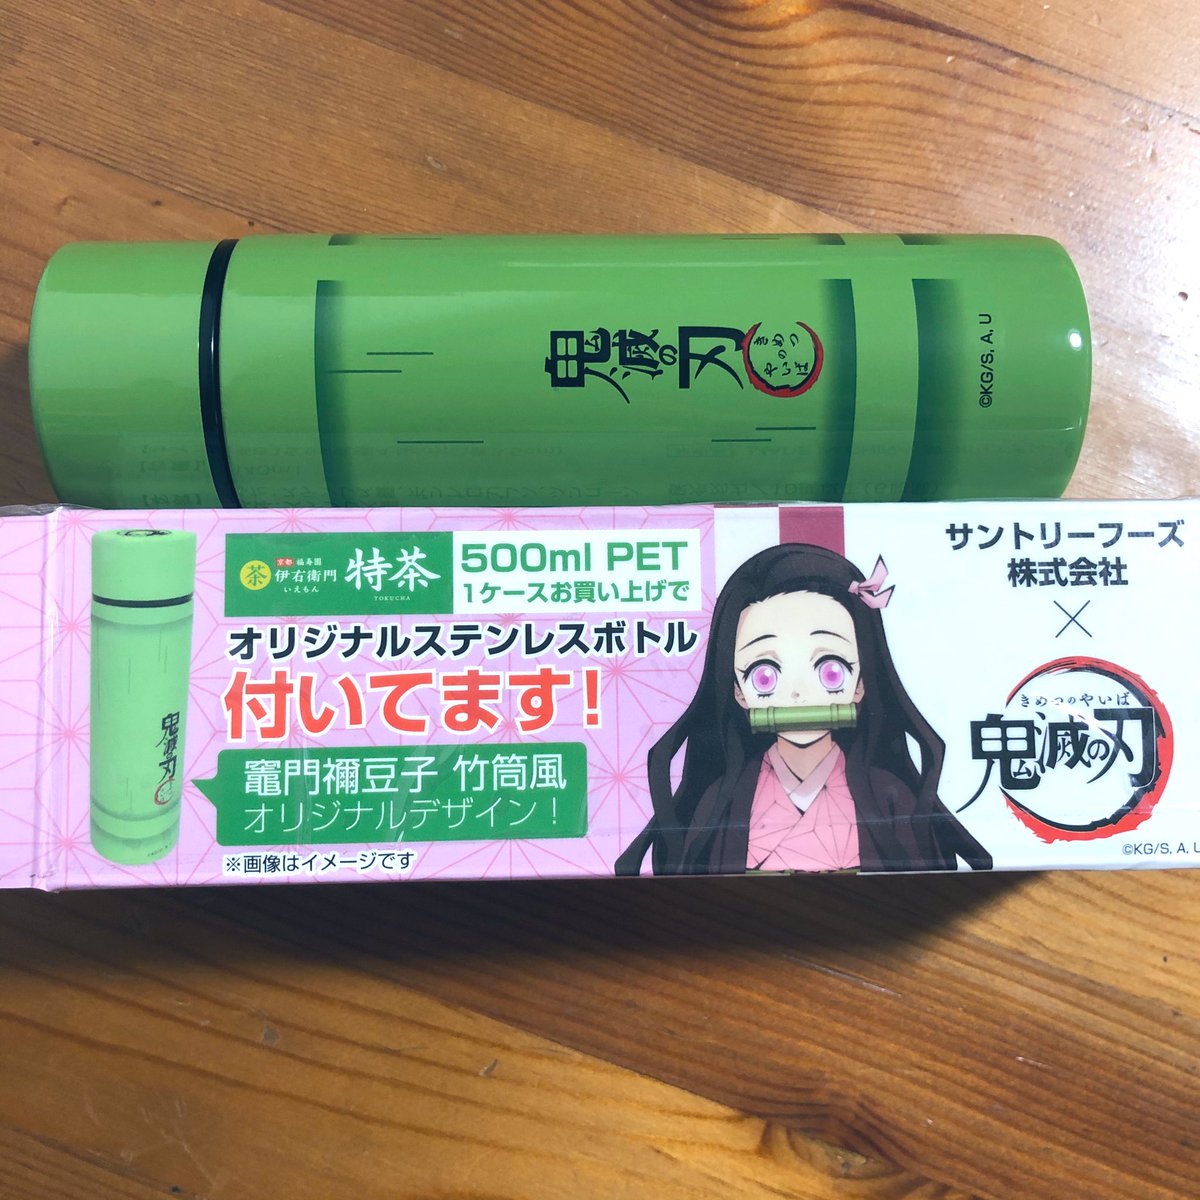 鬼滅の刃
きめつのやいば
©KG/S, A, U
茶
京都 福寿園
伊右衛門
いえもん
特茶
TOKUCHA
500ml PET
1ケースお買い上げで
オリジナルステンレスボトル
付いてます!
竈門禰豆子 竹筒風
オリジナルデザイン!
※画像はイメージです
鬼滅の刃
サントリーフーズ
株式会社
×
きめつのやいば
鬼滅の刃
©KG/S, A, U